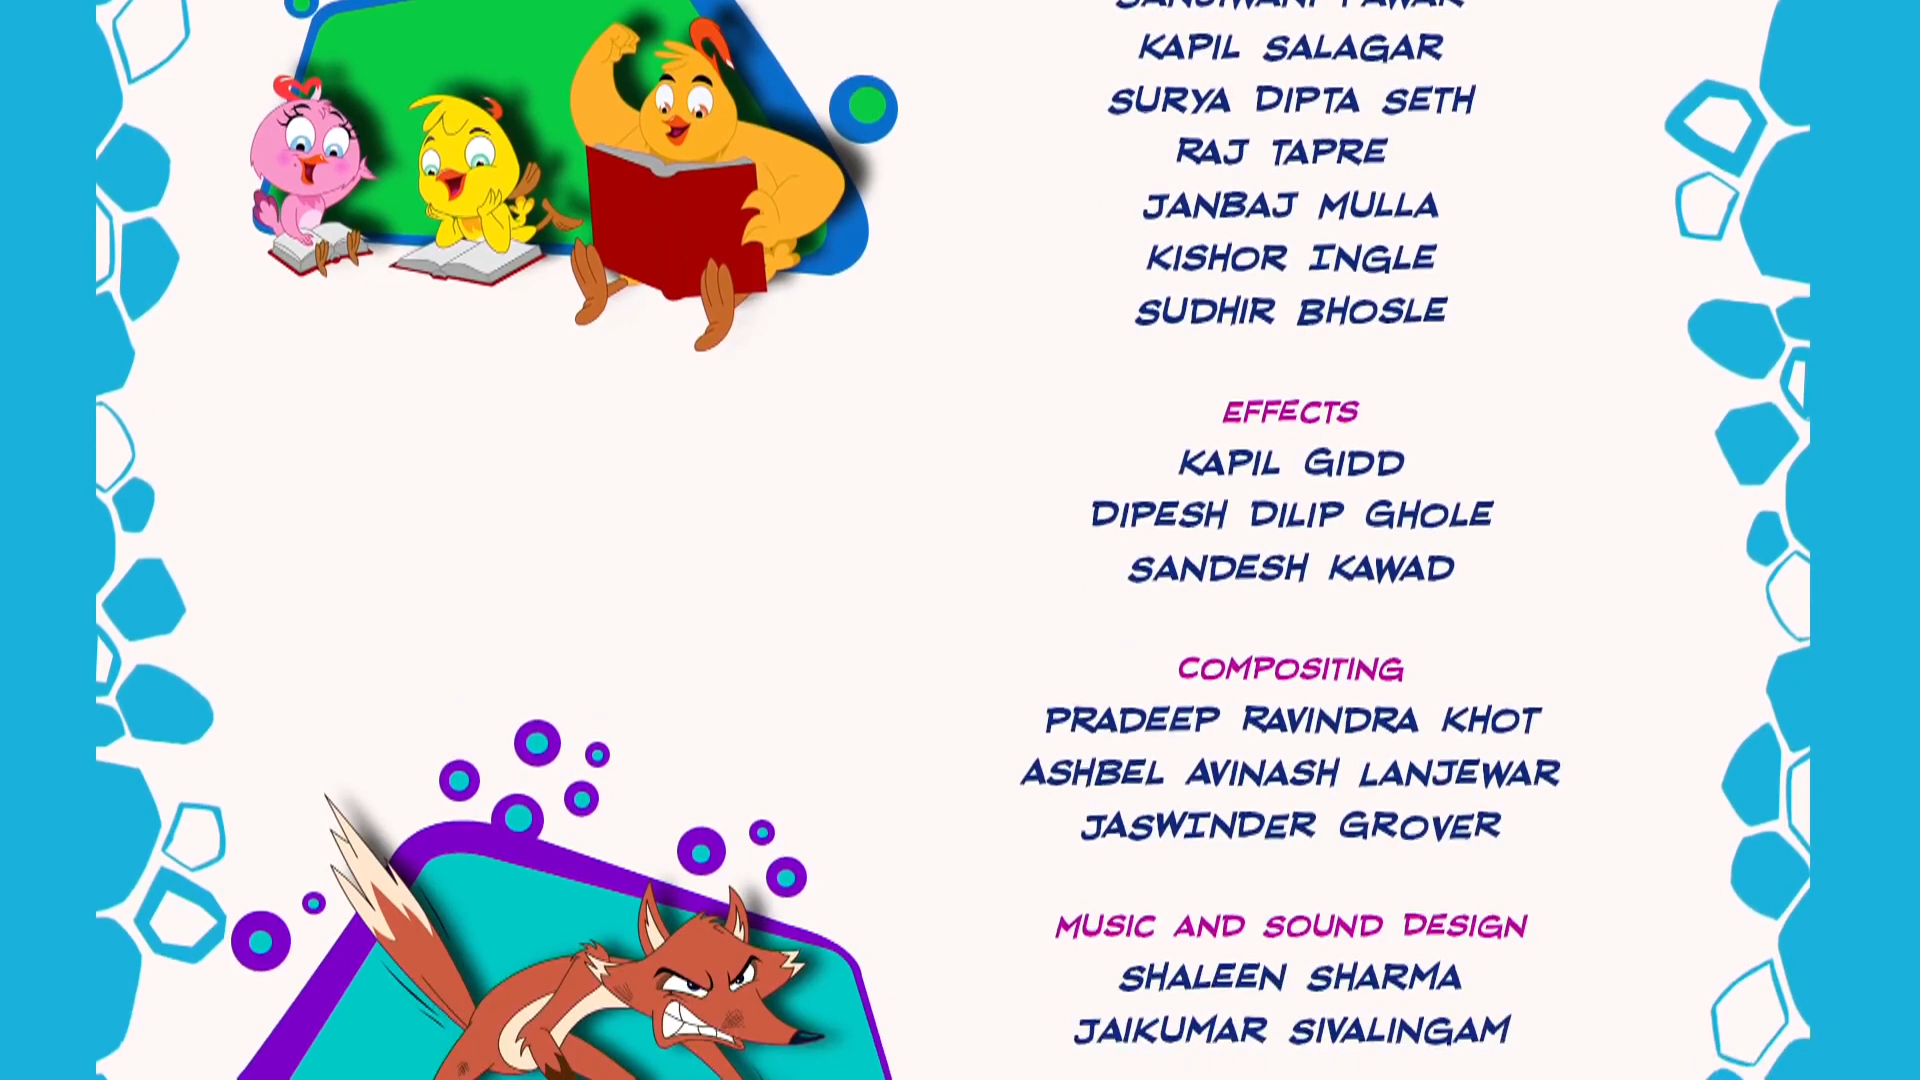 KAPIL SALAGAR
SURYA DIPTA SETH
RAJ TAPRE
JANBAJ MULLA
KISHOR INGLE
SUDHIR BHOSLE
EFFECTS
KAPIL GIDD
DIPESH DILIP GHOLE
SANDESH KAWAD
COMPOSITING
PRADEEP RAVINDRA KHOT
ASHBEL AVINASH LANJEWAR
JASWINDER GROVER
MUSIC AND SOUND DESIGN
SHALEEN SHARMA
JAIKUMAR SIVALINGAM